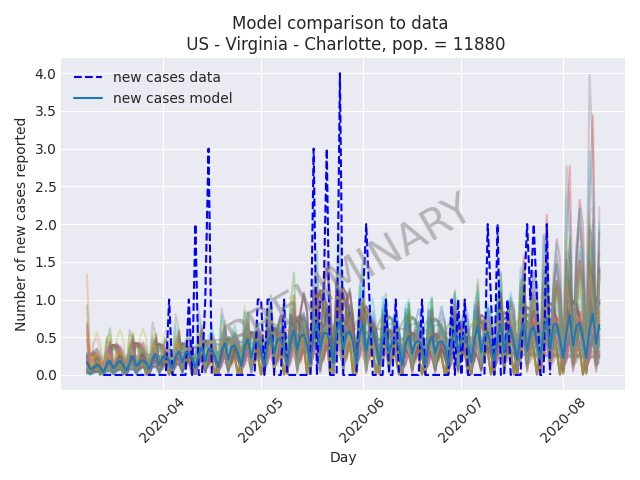 Model comparison to data
US - Virginia - Charlotte, pop. = 11880
new cases data
new cases model
Number of new cases reported
4.0
3.5
3.0
2.5
2.0
1.5
1.0
0.5
0.0
PRELIMINARY
2020-04
2020-05
2020-06
2020-07
2020-08
Day